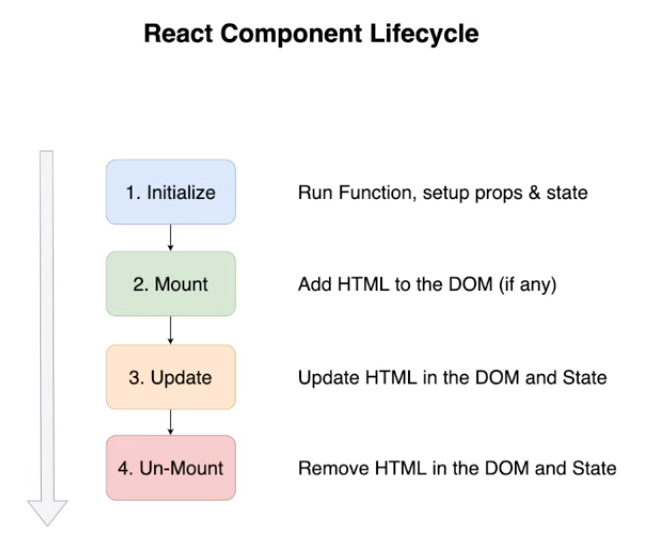 React Component Lifecycle
1. Initialize
Run Function, setup props & state
2. Mount
Add HTML to the DOM (if any)
3. Update
Update HTML in the DOM and State
4. Un-Mount
Remove HTML in the DOM and State